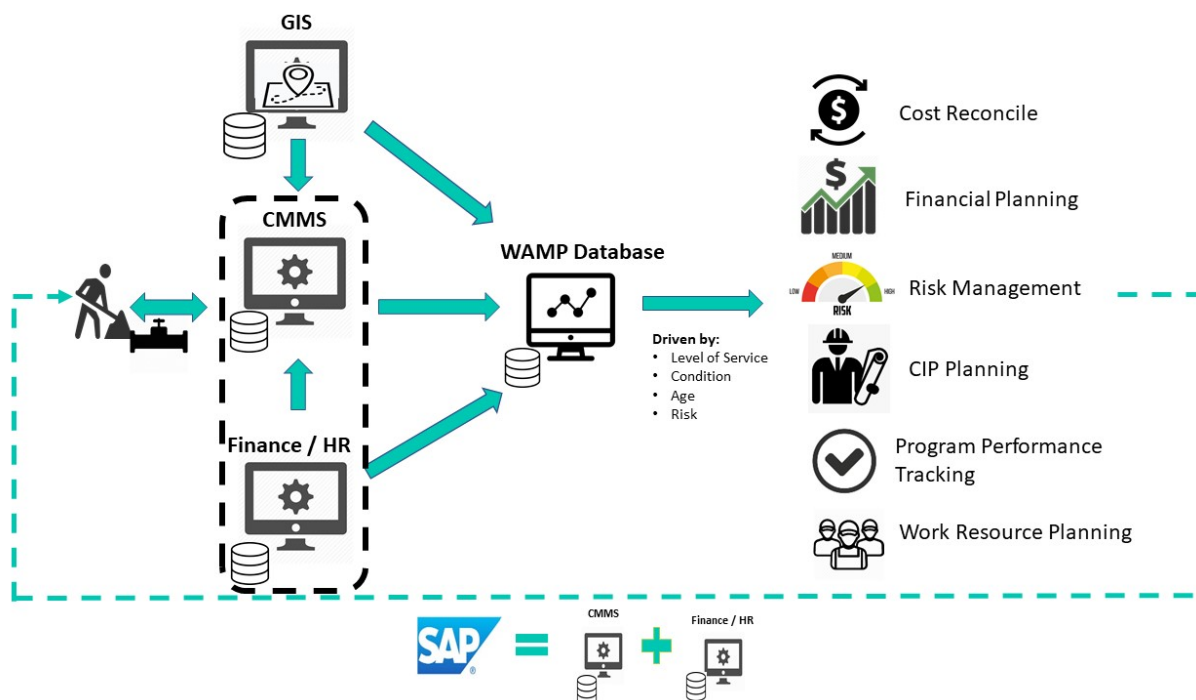 GIS
CMMS
Finance / HR
WAMP Database
Driven by:
• Level of Service
• Condition
• Age
• Risk
$
Cost Reconcile
$
Financial Planning
LOW
MEDIUM
HIGH
RISK
Risk Management
CIP Planning
Program Performance
Tracking
Work Resource Planning
SAP®
=
CMMS
+
Finance / HR